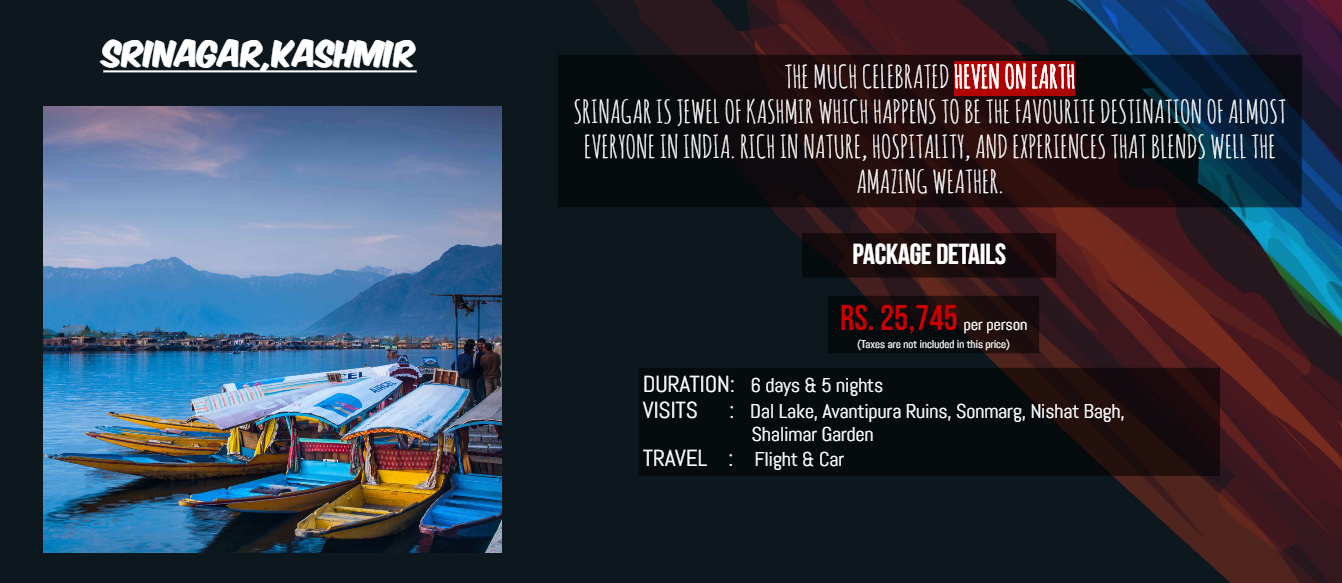 SRINAGAR,KASHMIR
THE MUCH CELEBRATED HEVEN ON EARTH
SRINAGAR IS JEWEL OF KASHMIR WHICH HAPPENS TO BE THE FAVOURITE DESTINATION OF ALMOST
EVERYONE IN INDIA. RICH IN NATURE, HOSPITALITY, AND EXPERIENCES THAT BLENDS WELL THE
AMAZING WEATHER.
PACKAGE DETAILS
RS. 25,745 per person
(Taxes are not included in this price)
DURATION: 6 days & 5 nights
VISITS : Dal Lake, Avantipura Ruins, Sonmarg, Nishat Bagh,
Shalimar Garden
TRAVEL : Flight & Car
AIRCEL